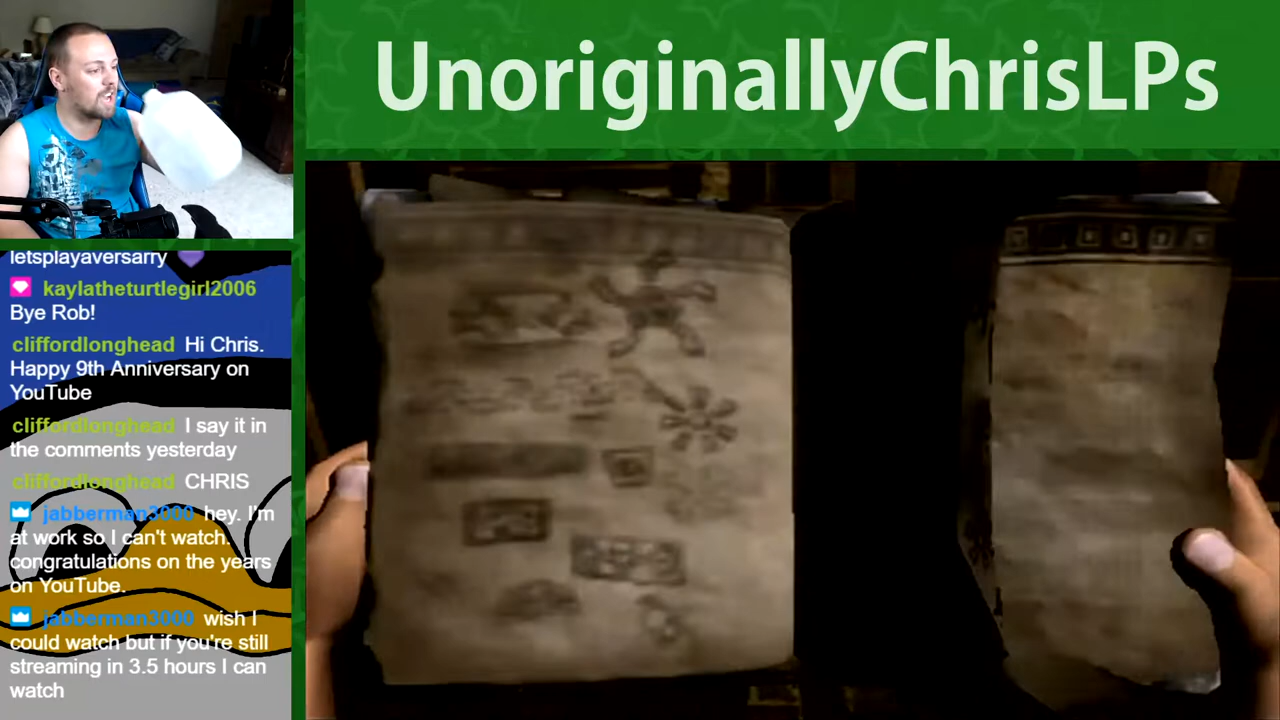 UnoriginallyChrisLPs
letsplayaversarry
kaylatheturtlegirl2006
Bye Rob!
cliffordlonghead Hi Chris.
Happy 9th Anniversary on
YouTube
cliffordlonghead I say it in
the comments yesterday
cliffordlonghead CHRIS
jabberman3000 hey. I'm
at work so I can't watch.
congratulations on the years
on YouTube.
jabberman3000 wish I
could watch but if you're still
streaming in 3.5 hours I can
watch